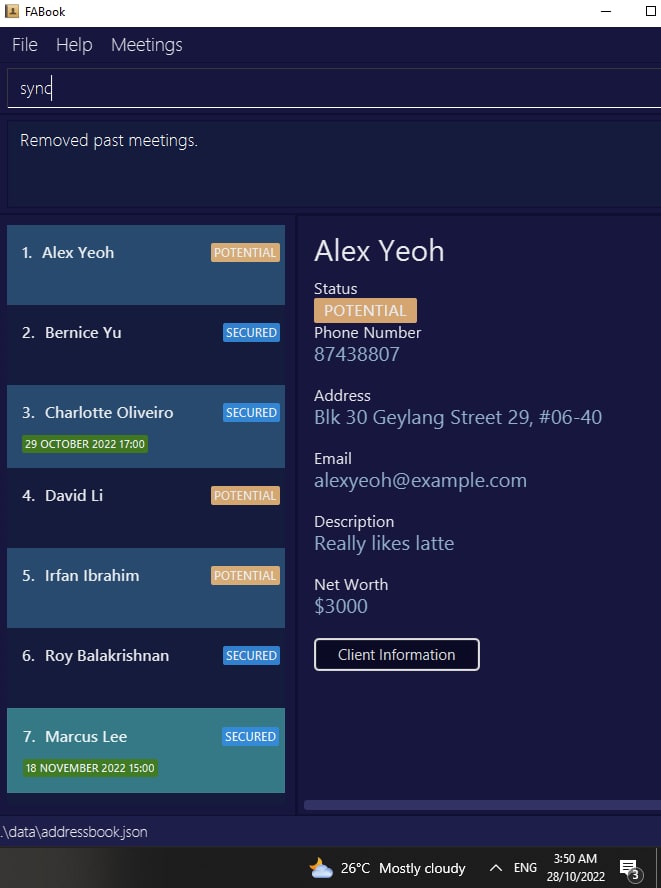 FABook
File Help Meetings
sync
Removed past meetings.
1. Alex Yeoh POTENTIAL
2. Bernice Yu SECURED
3. Charlotte Oliveiro SECURED
29 OCTOBER 2022 17:00
4. David Li POTENTIAL
5. Irfan Ibrahim POTENTIAL
6. Roy Balakrishnan SECURED
7. Marcus Lee SECURED
18 NOVEMBER 2022 15:00
Alex Yeoh
Status
POTENTIAL
Phone Number
87438807
Address
Blk 30 Geylang Street 29, #06-40
Email
alexyeoh@example.com
Description
Really likes latte
Net Worth
$3000
Client Information
.\data\addressbook.json
26°C Mostly cloudy ENG 3:50 AM
28/10/2022 3